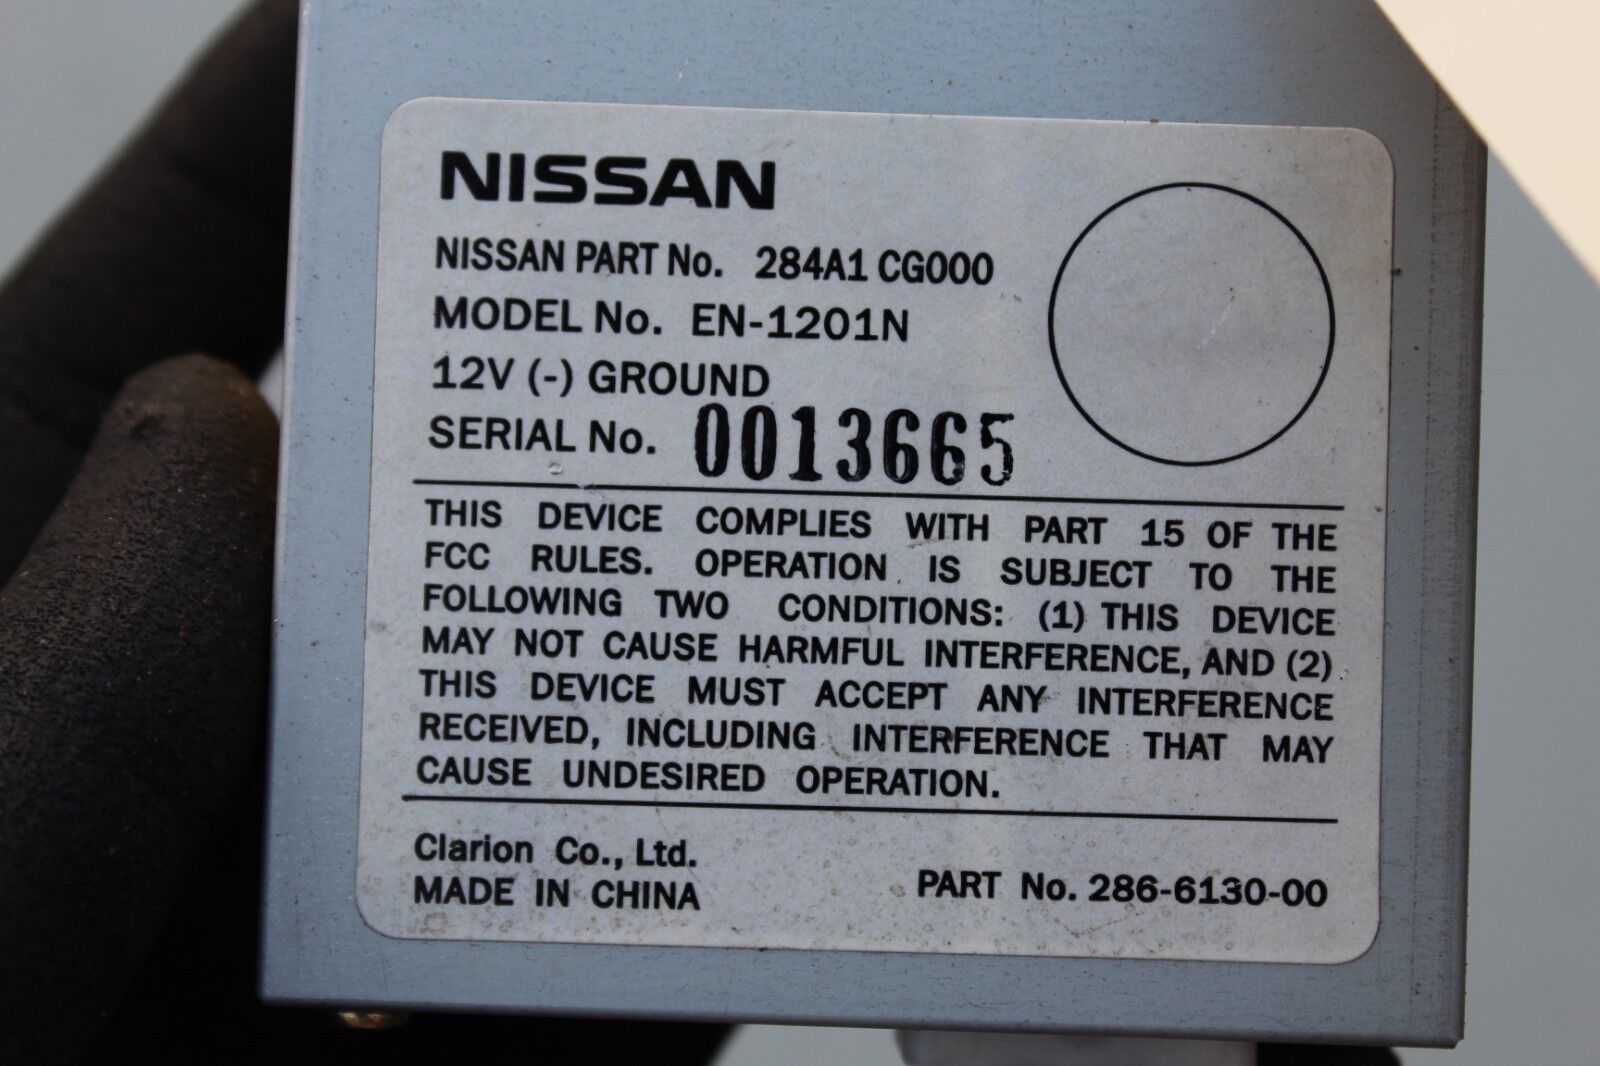 NISSAN
NISSAN PART No. 284A1 CG000
MODEL No. EN-1201N
12V (-) GROUND
SERIAL No. 0013665
THIS DEVICE COMPLIES WITH PART 15 OF THE
FCC RULES. OPERATION IS SUBJECT TO THE
FOLLOWING TWO CONDITIONS: (1) THIS DEVICE
MAY NOT CAUSE HARMFUL INTERFERENCE, AND (2)
THIS DEVICE MUST ACCEPT ANY INTERFERENCE
RECEIVED, INCLUDING INTERFERENCE THAT MAY
CAUSE UNDESIRED OPERATION.
Clarion Co., Ltd.
MADE IN CHINA
PART No. 286-6130-00